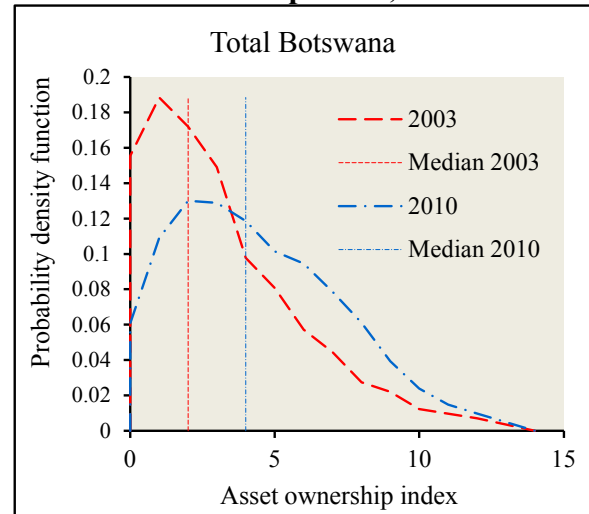 Total Botswana
Probability density function
0.2
0.18
0.16
0.14
0.12
0.1
0.08
0.06
0.04
0.02
0
2003
Median 2003
2010
Median 2010
0 5 10 15
Asset ownership index